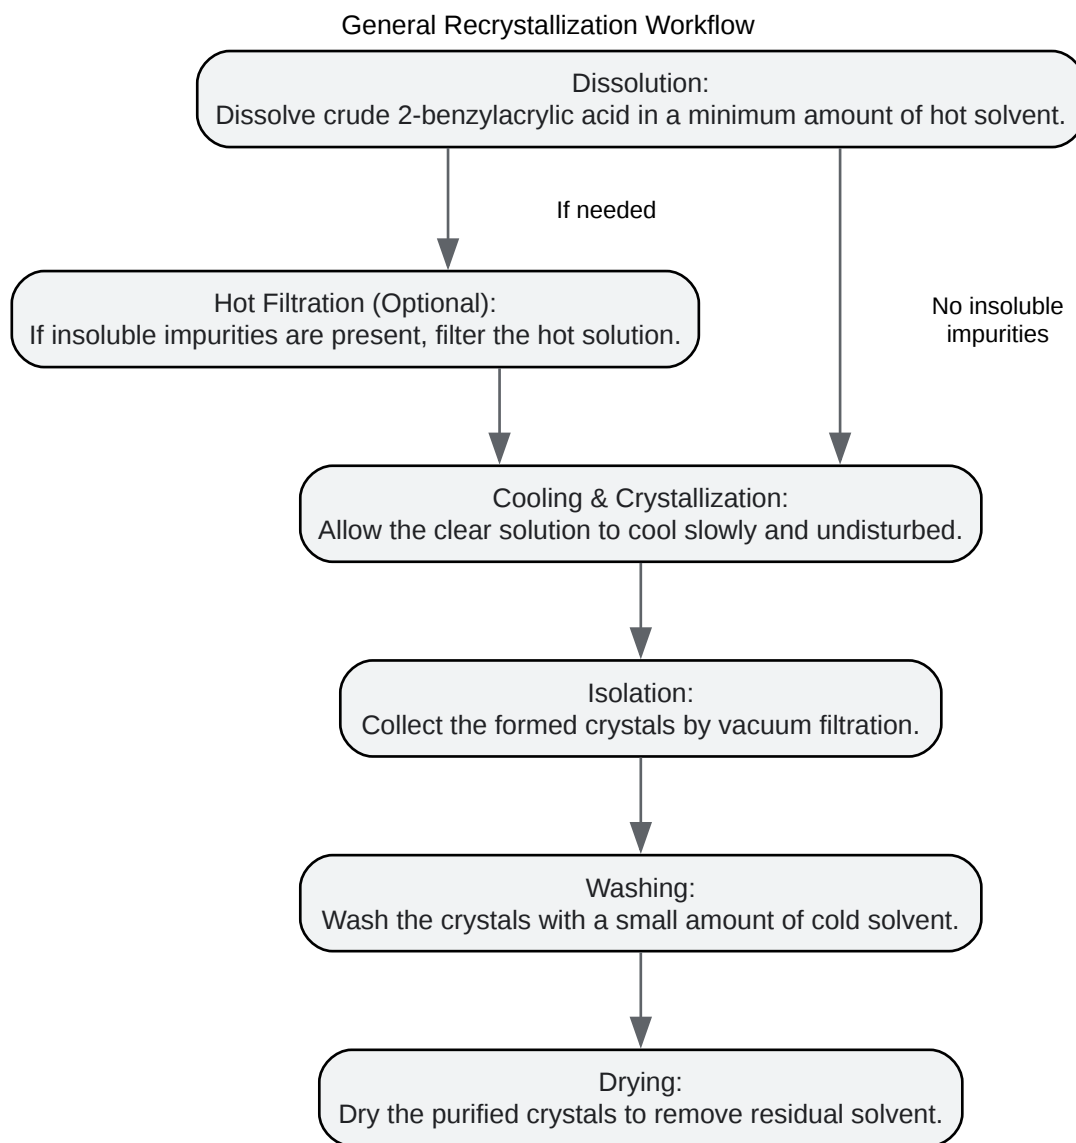 General Recrystallization Workflow
Dissolution:
Dissolve crude 2-benzylacrylic acid in a minimum amount of hot solvent.
If needed
Hot Filtration (Optional):
If insoluble impurities are present, filter the hot solution.
No insoluble
impurities
Cooling & Crystallization:
Allow the clear solution to cool slowly and undisturbed.
Isolation:
Collect the formed crystals by vacuum filtration.
Washing:
Wash the crystals with a small amount of cold solvent.
Drying:
Dry the purified crystals to remove residual solvent.